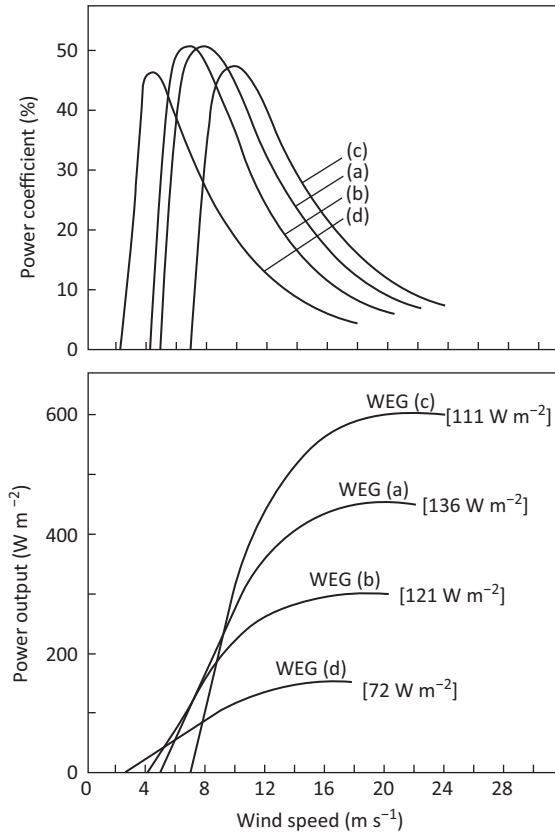 50
40
30
20
10
0
Power coefficient (%)
(c)
(a)
(b)
(d)
600
400
200
0
Power output (W m⁻²)
WEG (c)
[111 W m⁻²]
WEG (a)
[136 W m⁻²]
WEG (b)
[121 W m⁻²]
WEG (d)
[72 W m⁻²]
0 4 8 12 16 20 24 28
Wind speed (m s⁻¹)